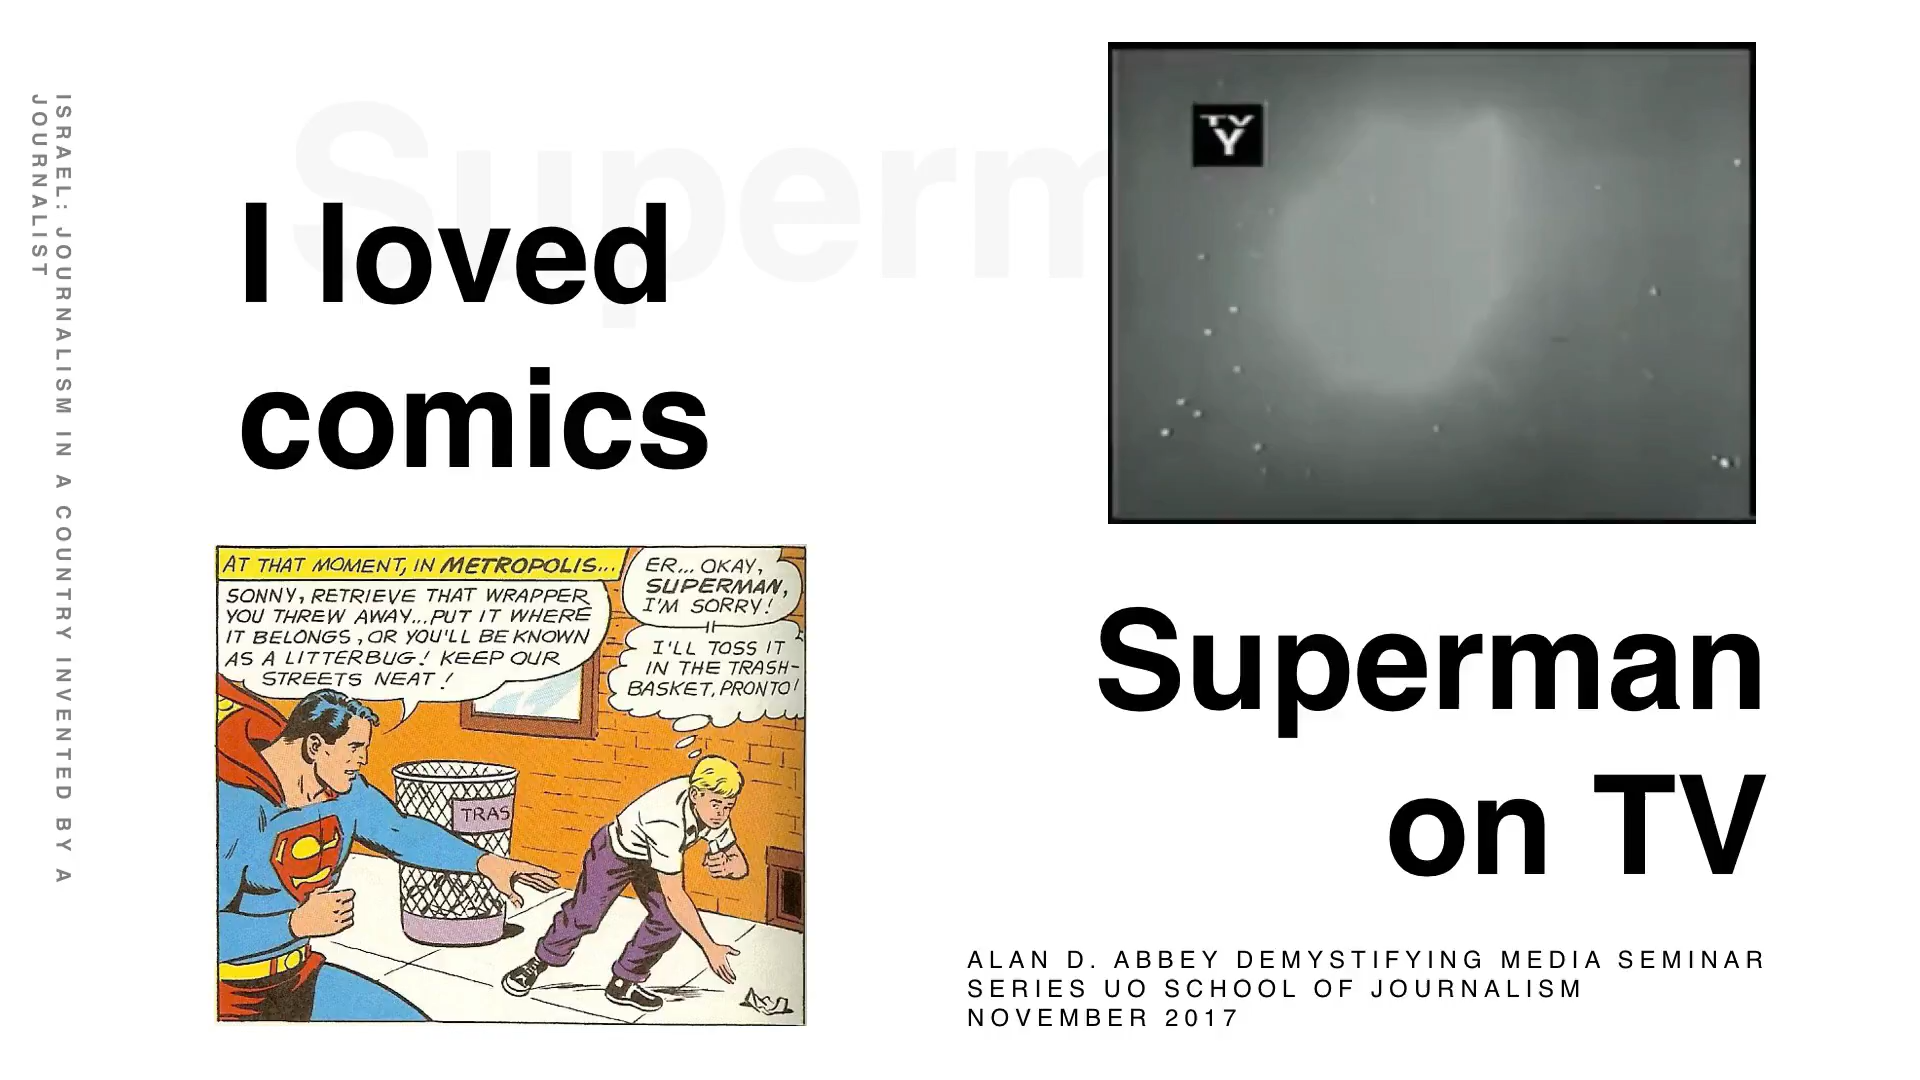 ISRAEL: JOURNALISM IN A COUNTRY INVENTED BY A
JOURNALIST
Superm
I loved
comics
TV
Y
AT THAT MOMENT, IN METROPOLIS...
SONNY, RETRIEVE THAT WRAPPER
YOU THREW AWAY...PUT IT WHERE
IT BELONGS, OR YOU'LL BE KNOWN
AS A LITTERBUG! KEEP OUR
STREETS NEAT!
ER... OKAY,
SUPERMAN,
I'M SORRY!
I'LL TOSS IT
IN THE TRASH-
BASKET, PRONTO!
TRAS
S
Superman
on TV
ALAN D. ABBEY DEMYSTIFYING MEDIA SEMINAR
SERIES UO SCHOOL OF JOURNALISM
NOVEMBER 2017